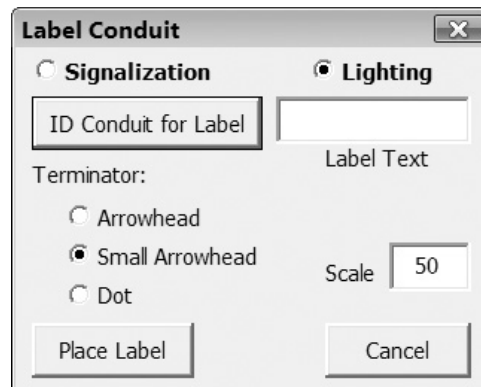 Label Conduit
Signalization Lighting
ID Conduit for Label
Label Text
Terminator:
Arrowhead
Small Arrowhead
Scale 50
Dot
Place Label Cancel